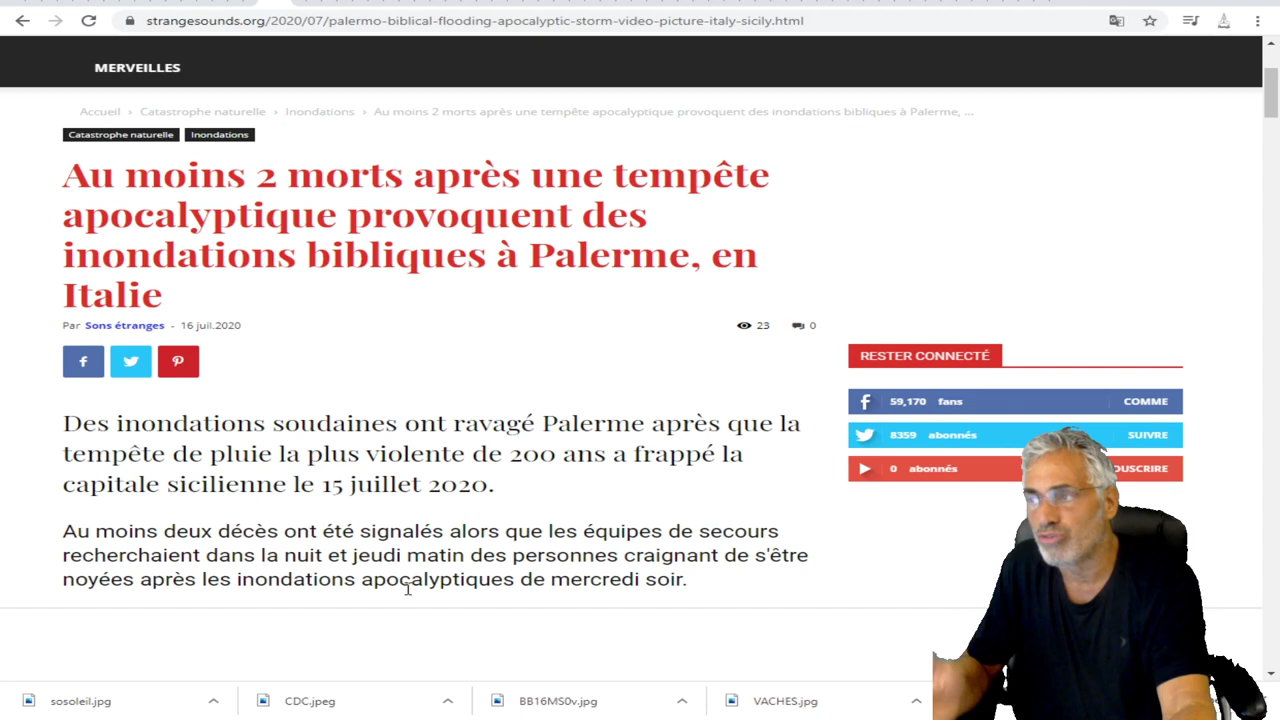 strangesounds.org/2020/07/palermo-biblical-flooding-apocalyptic-storm-video-picture-italy-sicily.html
MERVEILLES
Accueil › Catastrophe naturelle › Inondations › Au moins 2 morts après une tempête apocalyptique provoquent des inondations bibliques à Palerme, ...
Catastrophe naturelle Inondations
Au moins 2 morts après une tempête
apocalyptique provoquent des
inondations bibliques à Palerme, en
Italie
Par Sons étranges - 16 juil.2020 23 0
RESTER CONNECTÉ
59,170 fans COMME
8359 abonnés SUIVRE
0 abonnés OUSCRIRE
Des inondations soudaines ont ravagé Palerme après que la
tempête de pluie la plus violente de 200 ans a frappé la
capitale sicilienne le 15 juillet 2020.
Au moins deux décès ont été signalés alors que les équipes de secours
recherchaient dans la nuit et jeudi matin des personnes craignant de s'être
noyées après les inondations apocalyptiques de mercredi soir.
sosoleil.jpg CDC.jpeg BB16MS0v.jpg VACHES.jpg